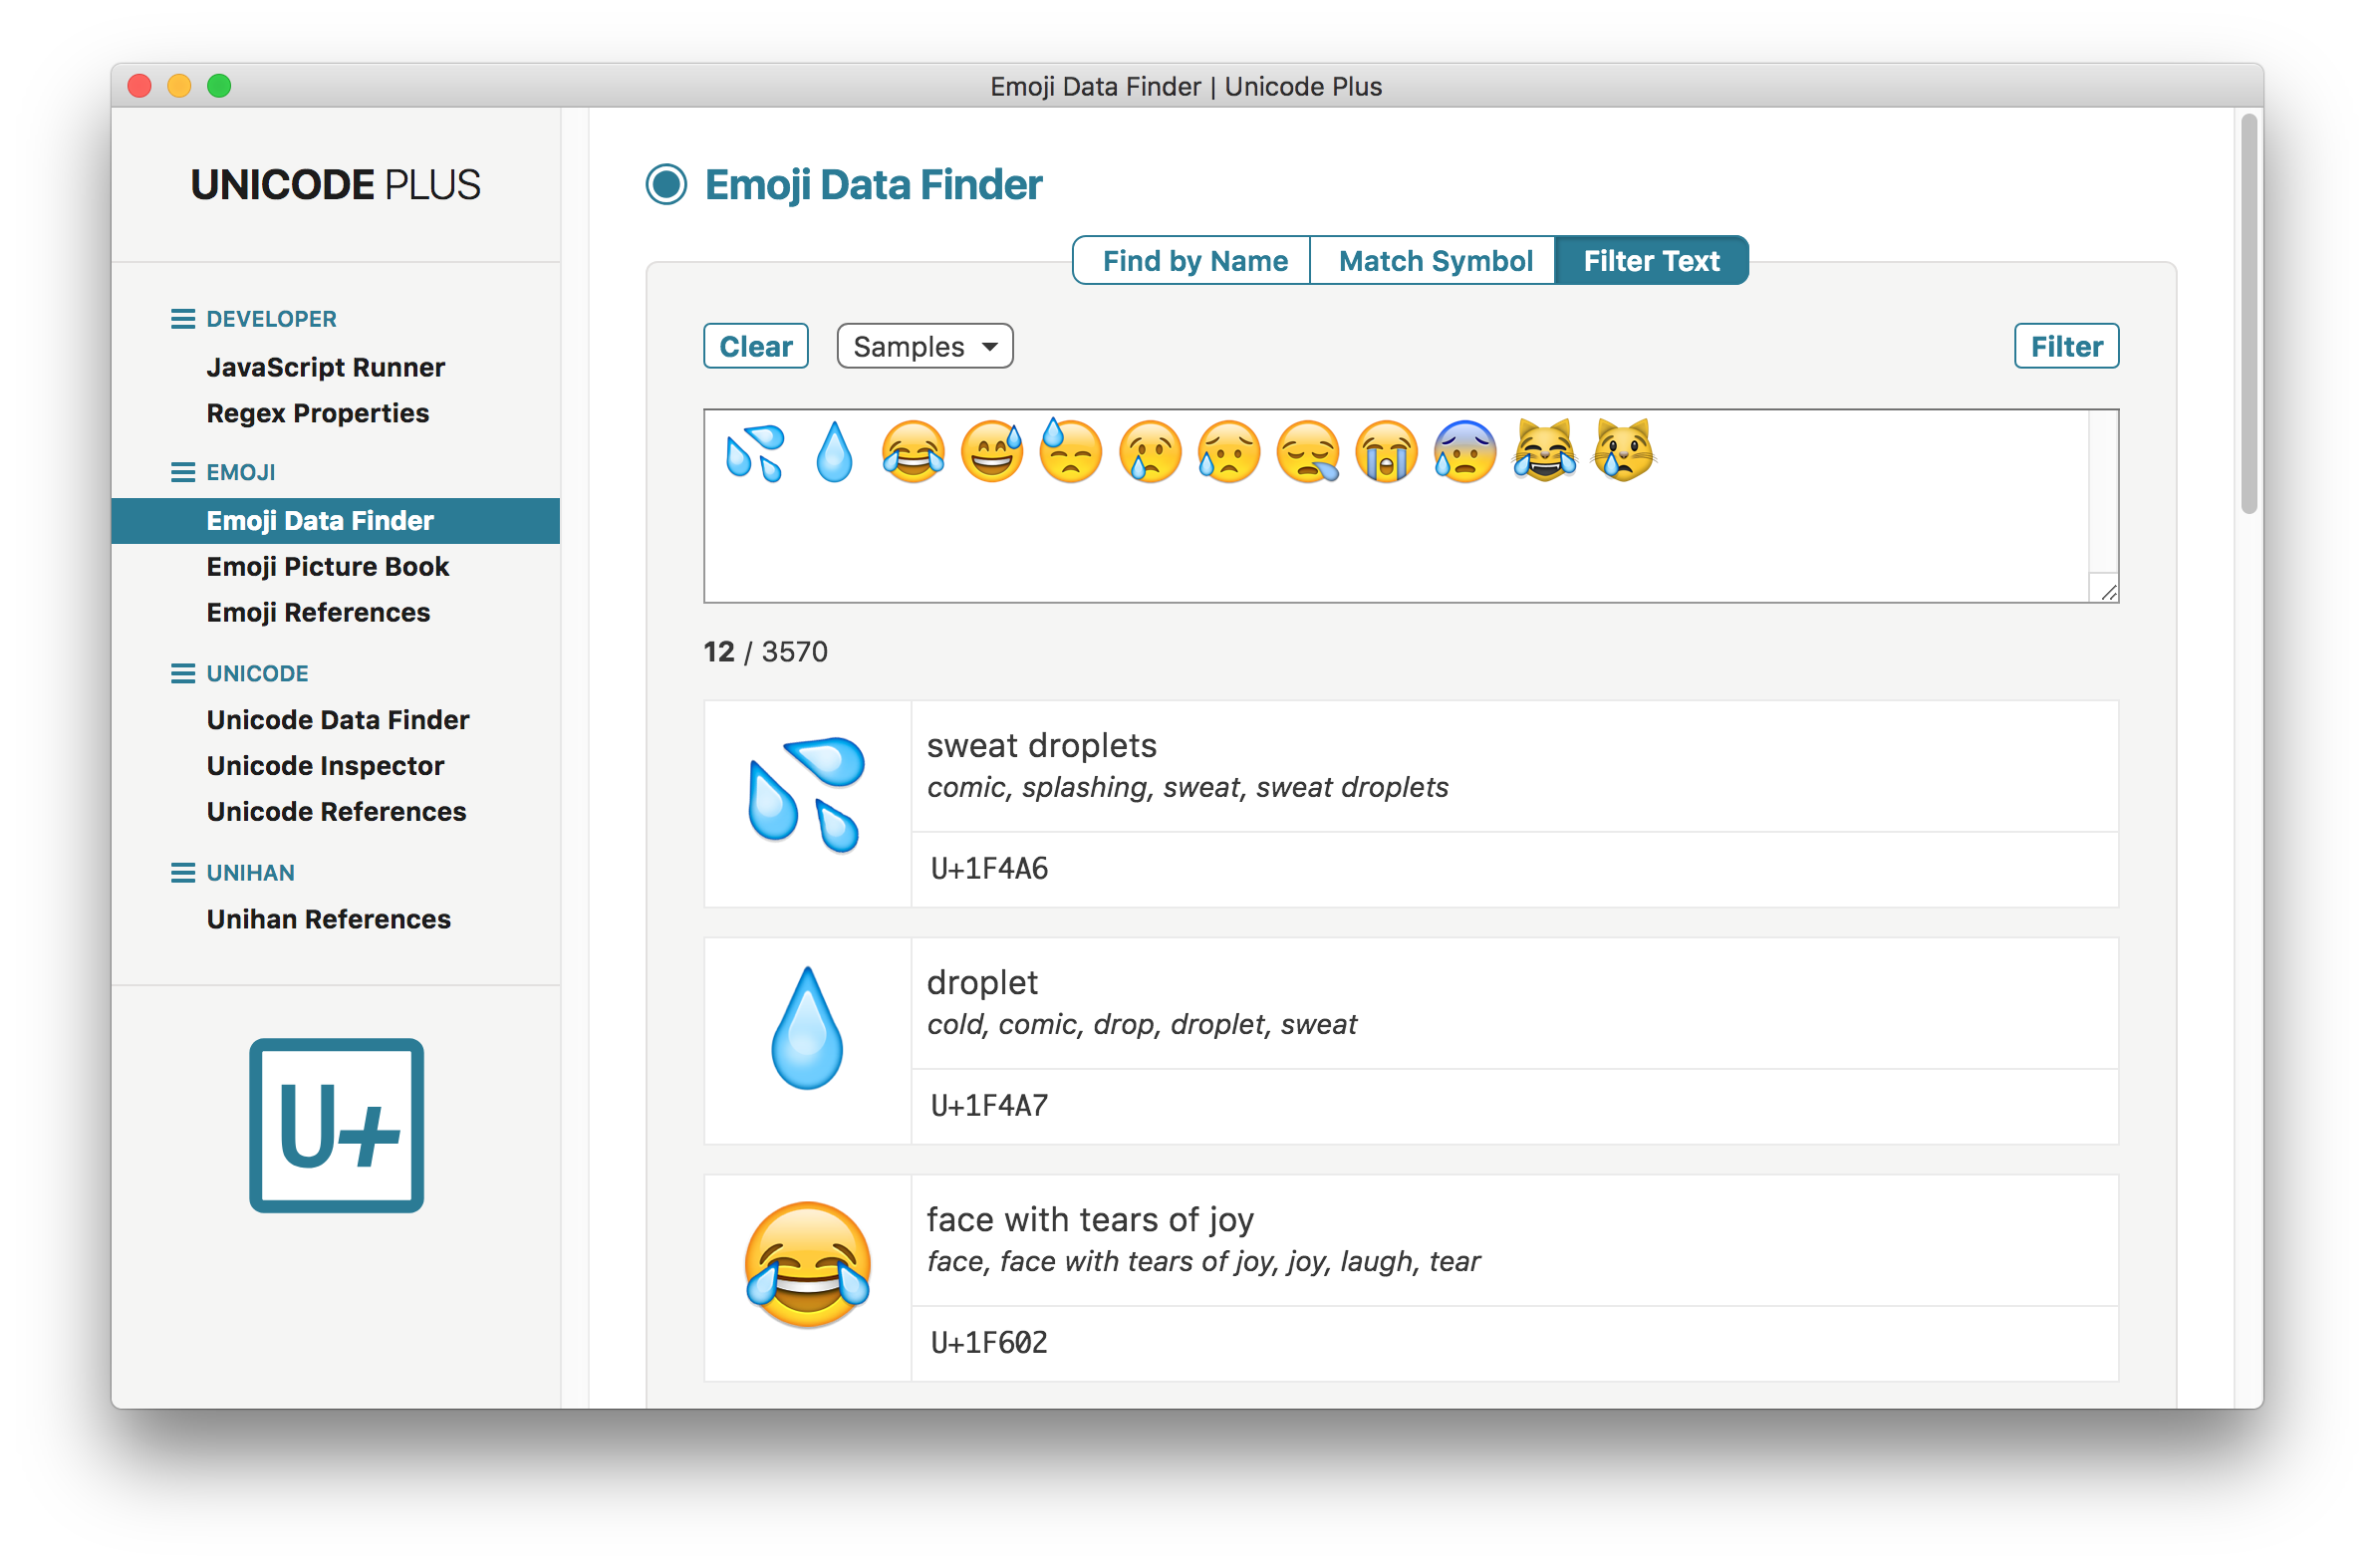 Emoji Data Finder | Unicode Plus
UNICODE PLUS
DEVELOPER
JavaScript Runner
Regex Properties
EMOJI
Emoji Data Finder
Emoji Picture Book
Emoji References
UNICODE
Unicode Data Finder
Unicode Inspector
Unicode References
UNIHAN
Unihan References
U+
Emoji Data Finder
Find by Name Match Symbol Filter Text
Clear Samples Filter
💦 💧 😂 😅 😓 😢 😥 😪 😭 😰 😹 😿
12 / 3570
sweat droplets
comic, splashing, sweat, sweat droplets
U+1F4A6
droplet
cold, comic, drop, droplet, sweat
U+1F4A7
face with tears of joy
face, face with tears of joy, joy, laugh, tear
U+1F602